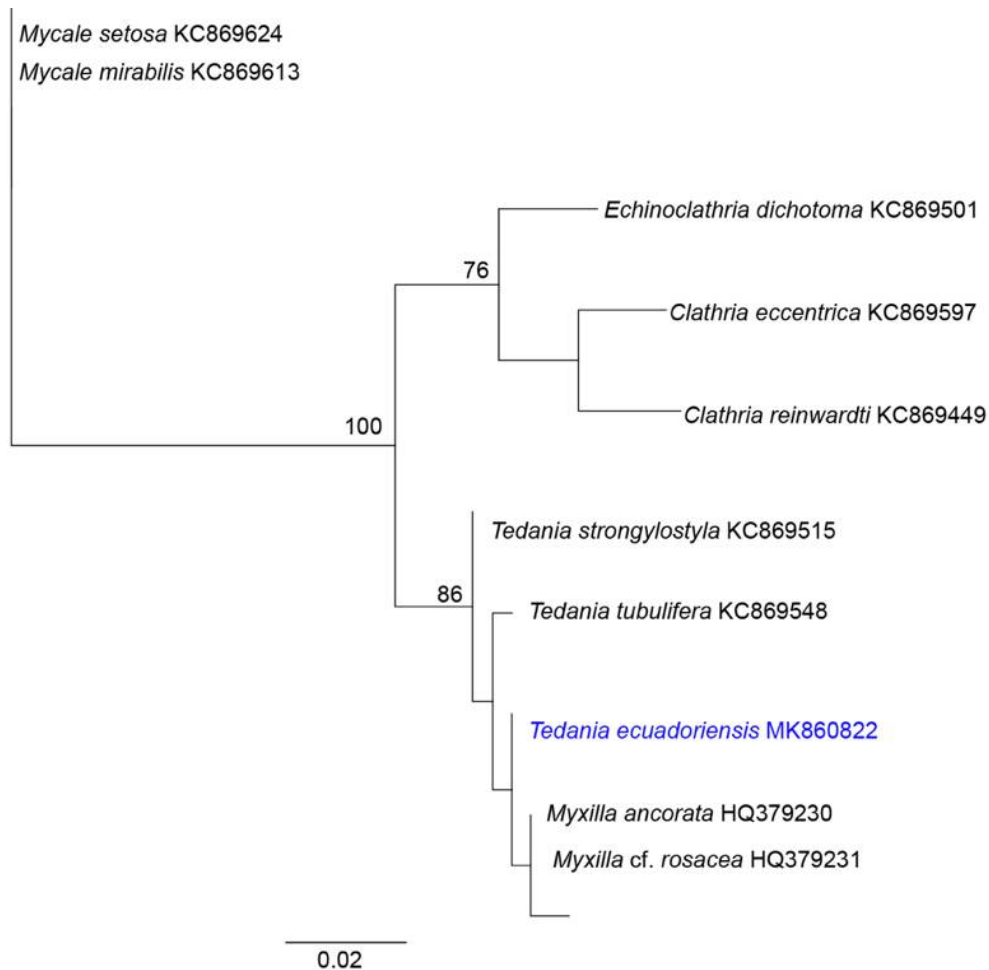 Mycale setosa KC869624
Mycale mirabilis KC869613
Echinoclathria dichotoma KC869501
76
Clathria eccentrica KC869597
100
Clathria reinwardti KC869449
Tedania strongylostyla KC869515
86
Tedania tubulifera KC869548
Tedania ecuadoriensis MK860822
Myxilla ancorata HQ379230
Myxilla cf. rosacea HQ379231
0.02